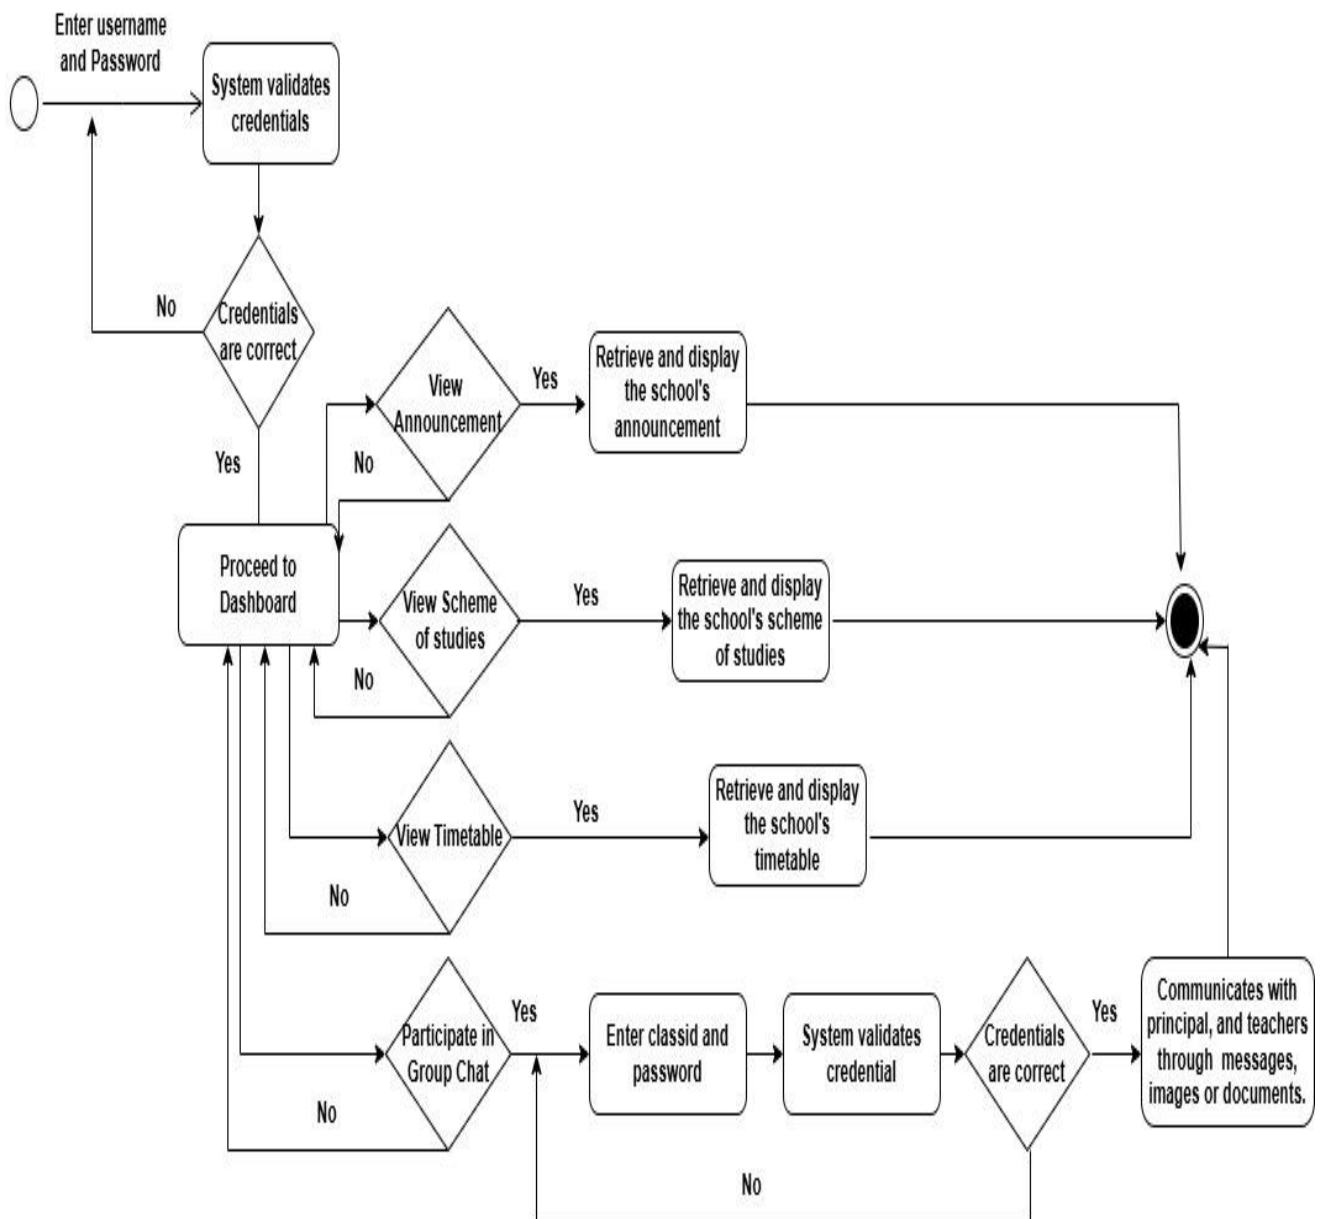 Enter username
and Password
System validates
credentials
No
Credentials
are correct
Yes
View
Announcement
Yes
No
Retrieve and display
the school's
announcement
Proceed to
Dashboard
View Scheme
of studies
Yes
No
Retrieve and display
the school's scheme
of studies
View Timetable
Yes
No
Retrieve and display
the school's
timetable
Participate in
Group Chat
Yes
No
Enter classid and
password
System validates
credential
Credentials
are correct
Yes
No
Communicates with
principal, and teachers
through messages,
images or documents.